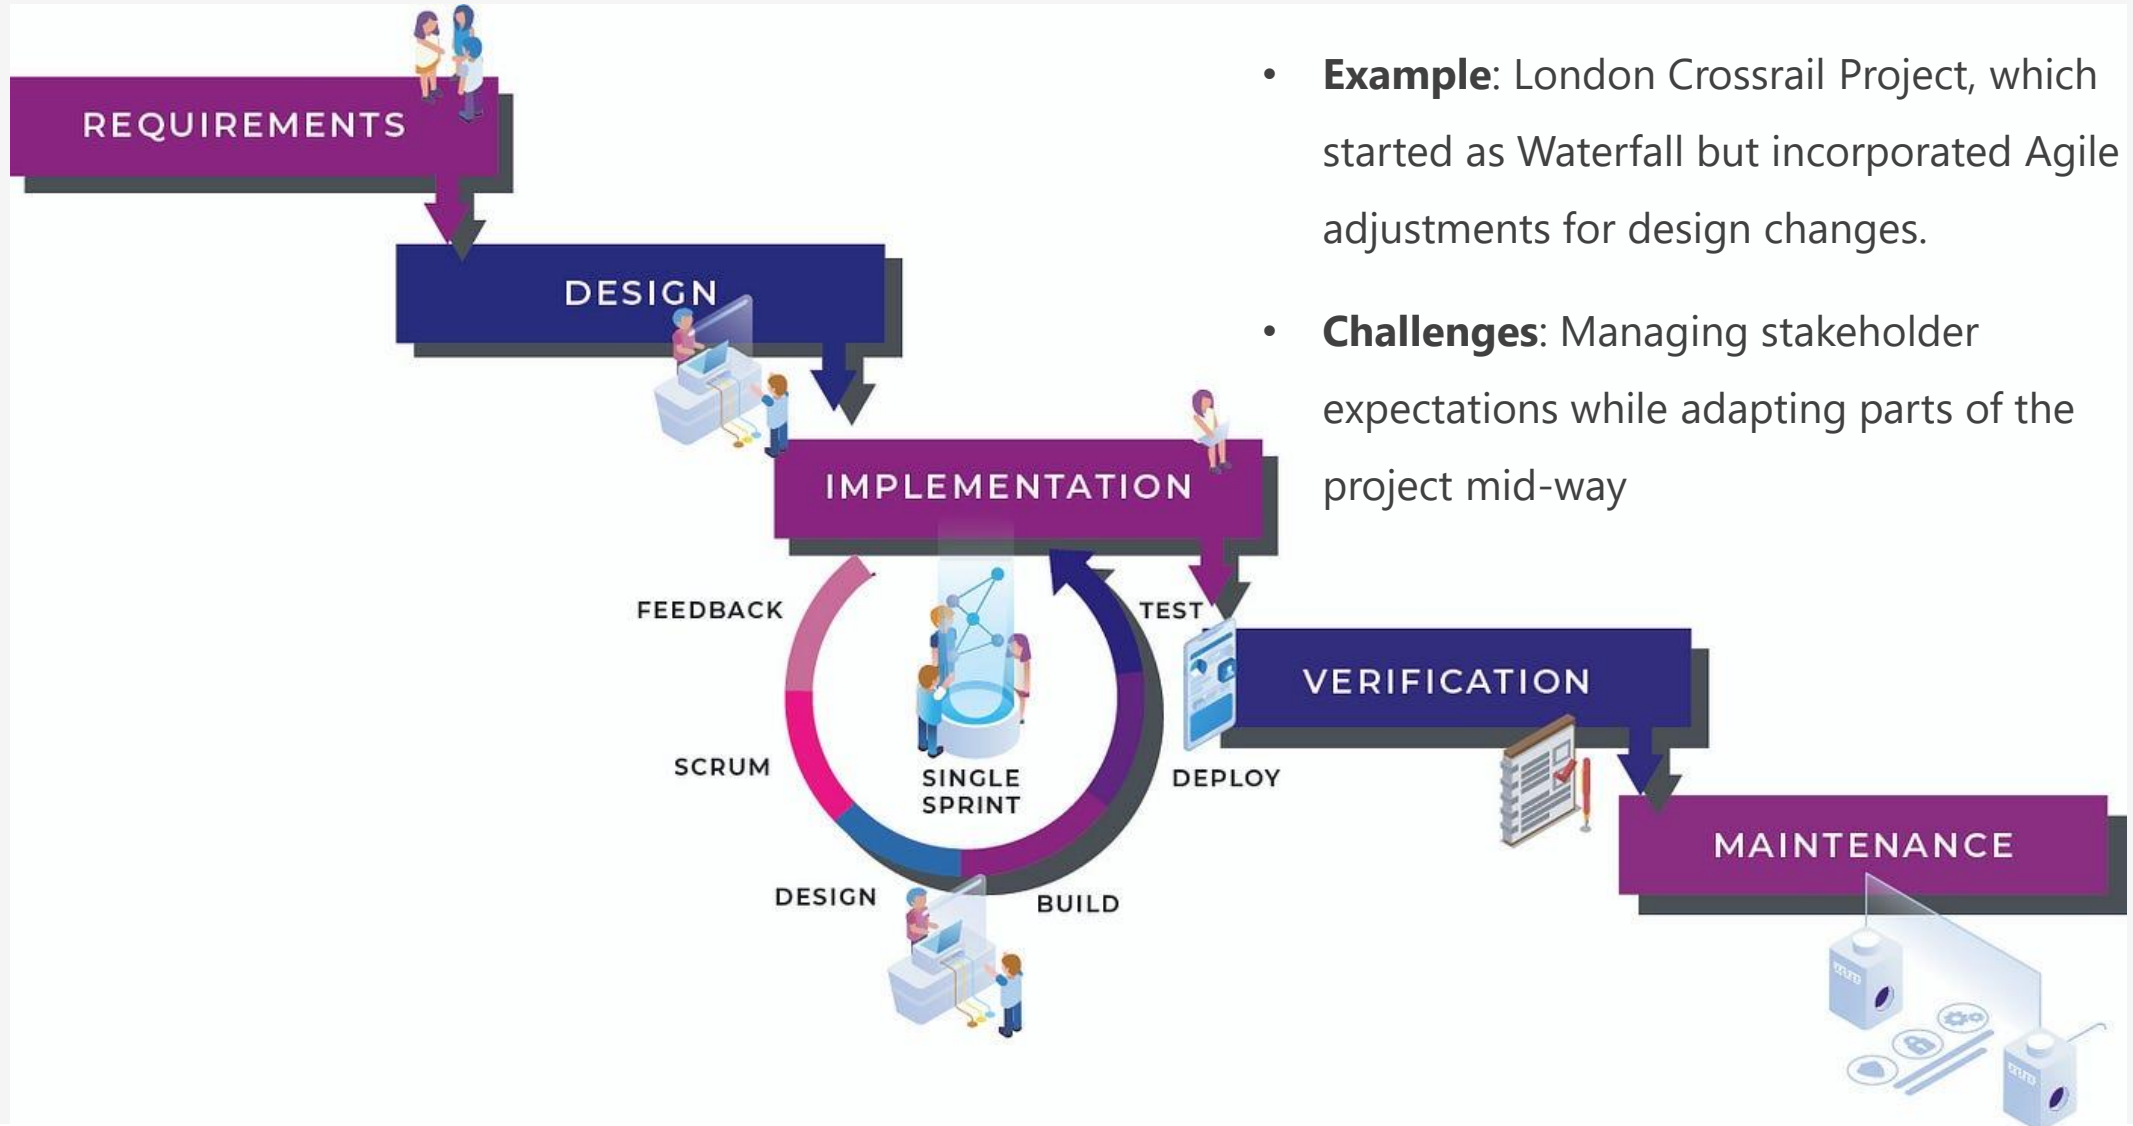 REQUIREMENTS
DESIGN
IMPLEMENTATION
FEEDBACK
TEST
SCRUM
SINGLE
SPRINT
DEPLOY
DESIGN
BUILD
VERIFICATION
MAINTENANCE
• Example: London Crossrail Project, which
started as Waterfall but incorporated Agile
adjustments for design changes.
• Challenges: Managing stakeholder
expectations while adapting parts of the
project mid-way